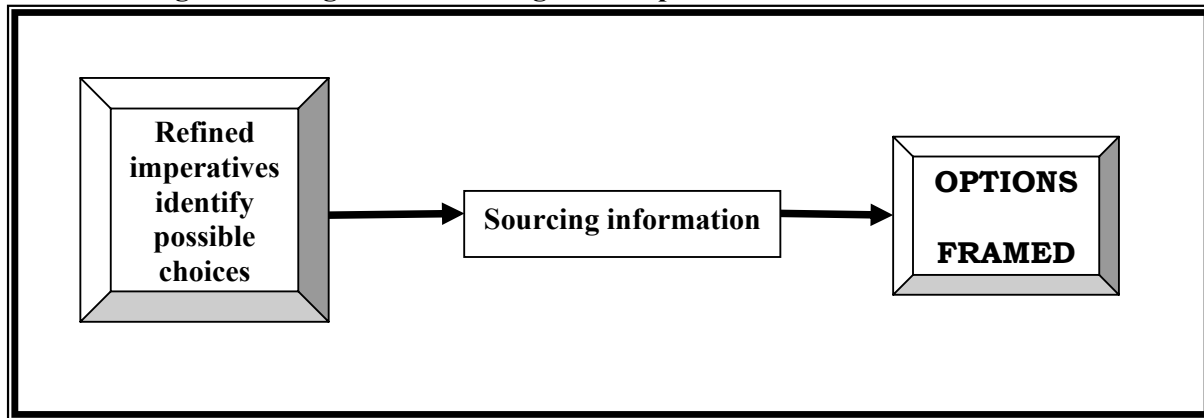 Refined
imperatives
identify
possible
choices
Sourcing information
OPTIONS
FRAMED